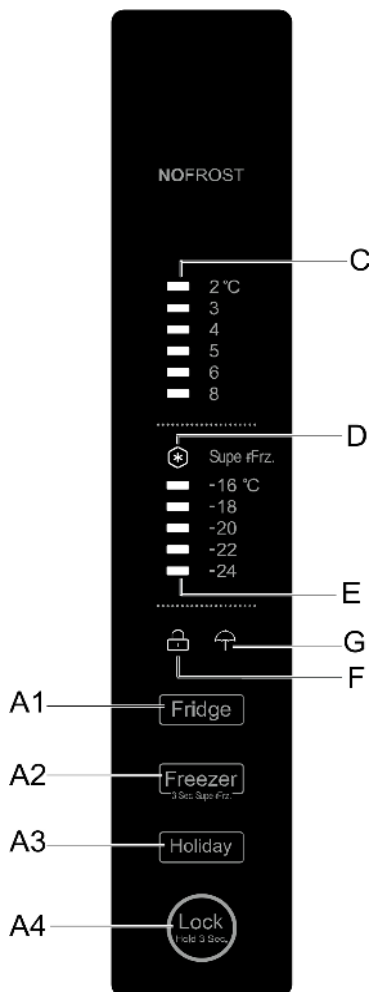 NOFROST
C
2 °C
3
4
5
6
8
D
Supe rFrz.
-16 °C
-18
-20
-22
-24
E
G
F
A1
Fridge
A2
Freezer
3 Sec. Supe rFrz.
A3
Holiday
A4
Lock
Hold 3 Sec.